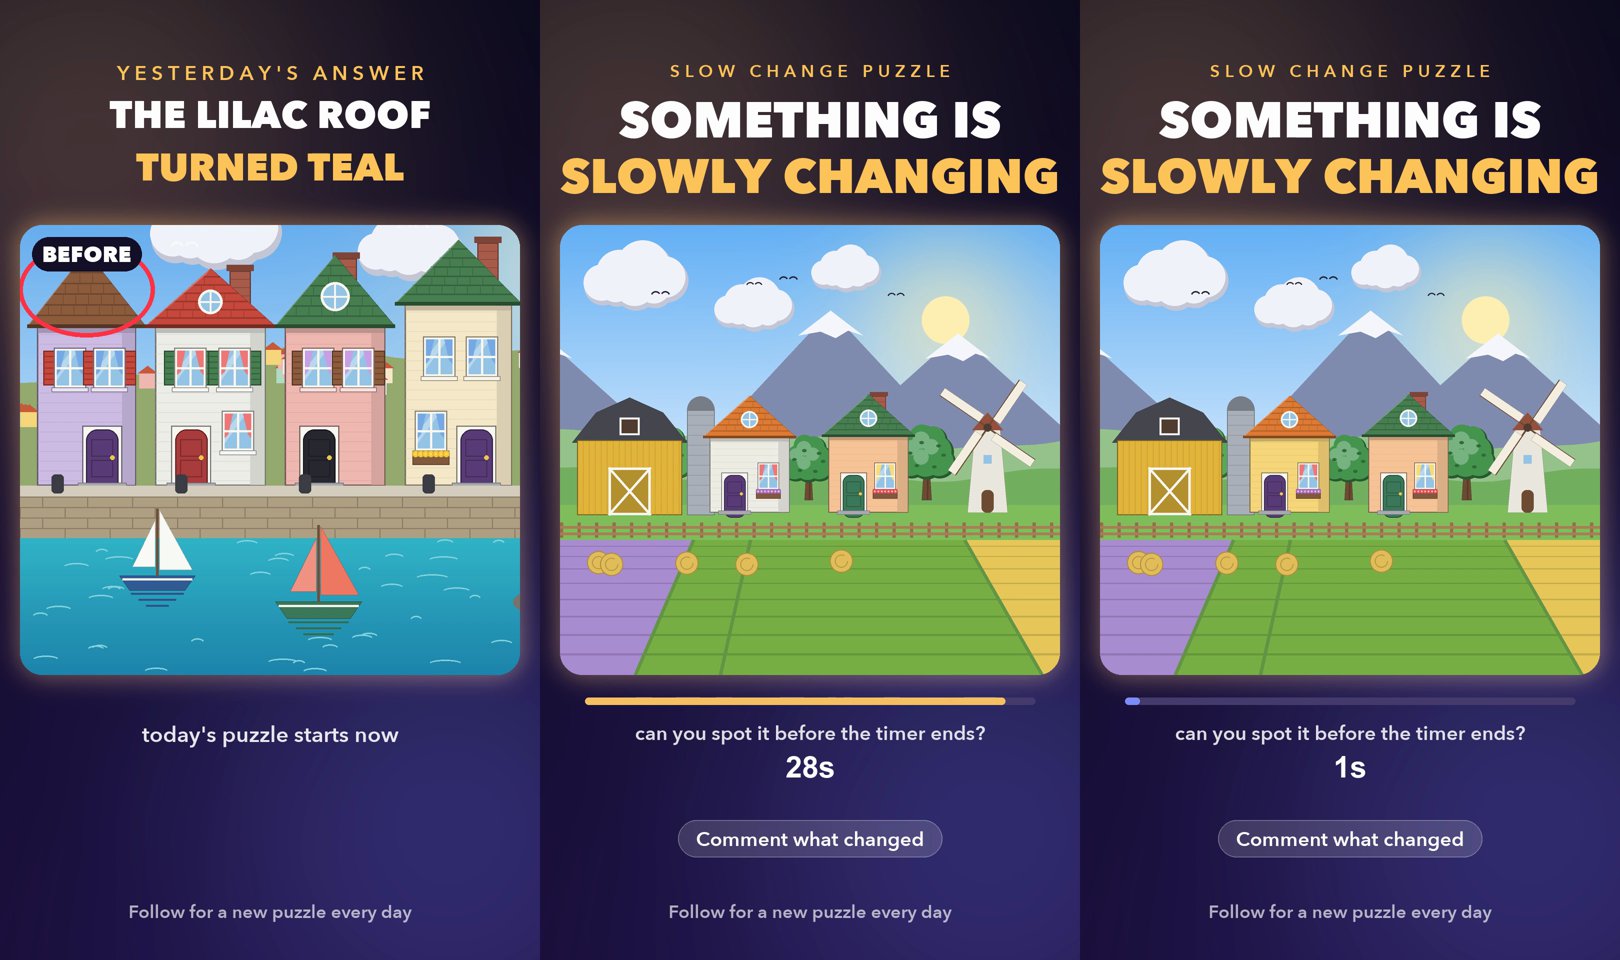 YESTERDAY'S ANSWER
THE LILAC ROOF
TURNED TEAL
BEFORE
today's puzzle starts now
Follow for a new puzzle every day
SLOW CHANGE PUZZLE
SOMETHING IS
SLOWLY CHANGING
can you spot it before the timer ends?
28s
Comment what changed
Follow for a new puzzle every day
SLOW CHANGE PUZZLE
SOMETHING IS
SLOWLY CHANGING
can you spot it before the timer ends?
1s
Comment what changed
Follow for a new puzzle every day